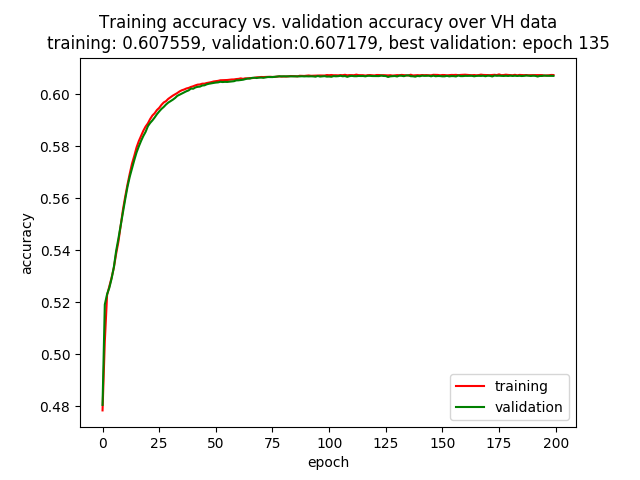 Training accuracy vs. validation accuracy over VH data
training: 0.607559, validation:0.607179, best validation: epoch 135
0.60
0.58
0.56
0.54
0.52
0.50
0.48
accuracy
training
validation
0 25 50 75 100 125 150 175 200
epoch